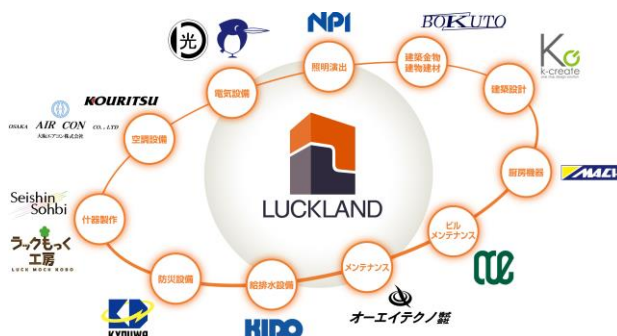 光
NPI
BOKUTO
K
k-create
電気設備
照明演出
建築金物
建物建材
建築設計
KOURITSU
OSAKA AIR CON CO., LTD
大阪エアコン株式会社
空調設備
LUCKLAND
厨房機器
Seishin
Sohbi
什器製作
ラックもっく
工房
LUCK MOCK KOBO
ビル
メンテナンス
防災設備
給排水設備
メンテナンス
KYOUWA
KIDO
オーエイテクノ